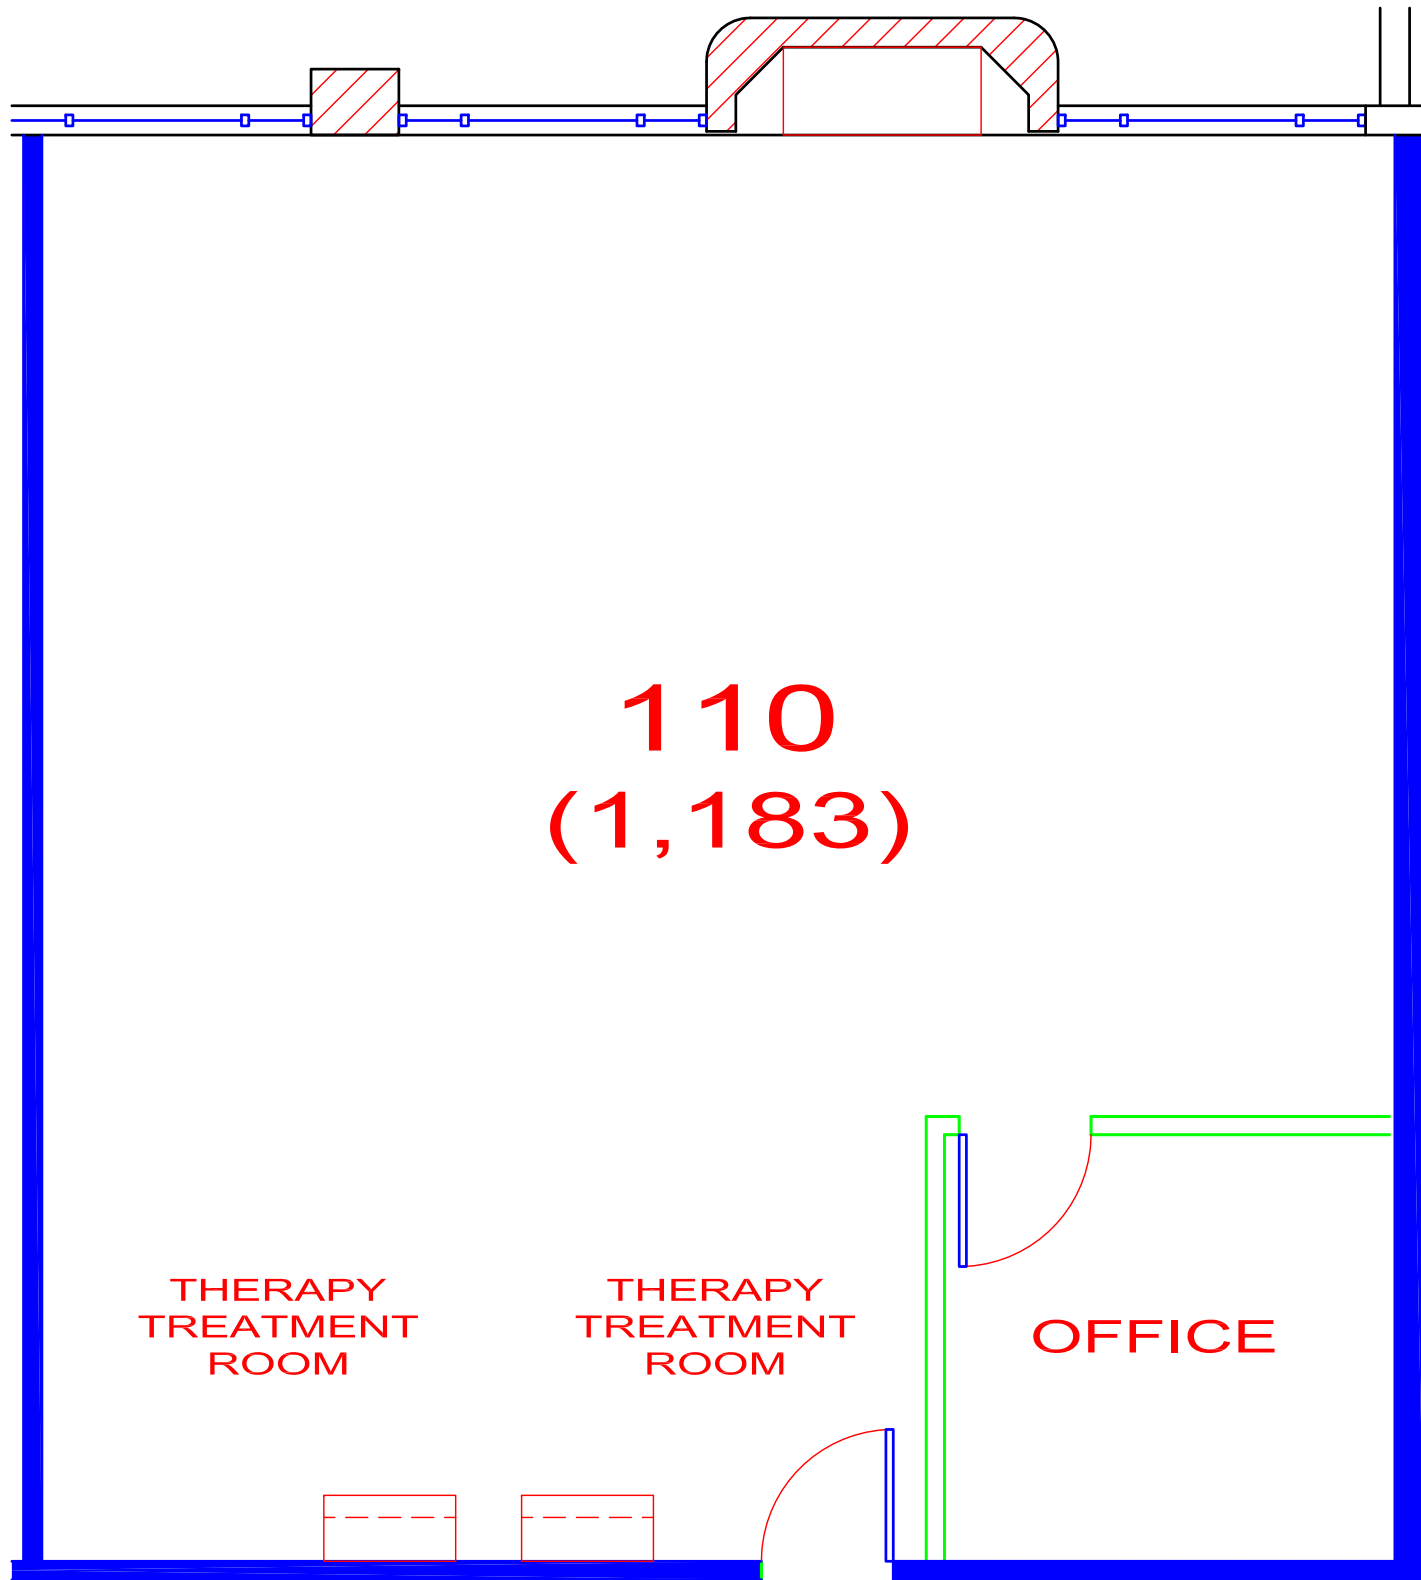 110
(1,183)
THERAPY
TREATMENT
ROOM
THERAPY
TREATMENT
ROOM
OFFICE